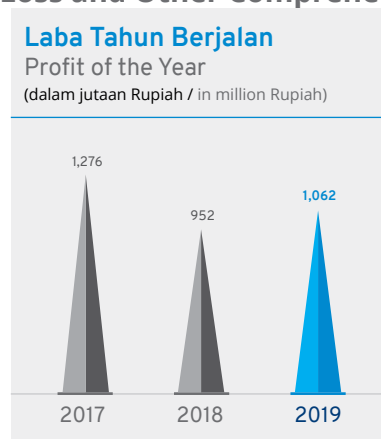 Laba Tahun Berjalan
Profit of the Year
(dalam jutaan Rupiah / in million Rupiah)
1,276
952
1,062
2017 2018 2019